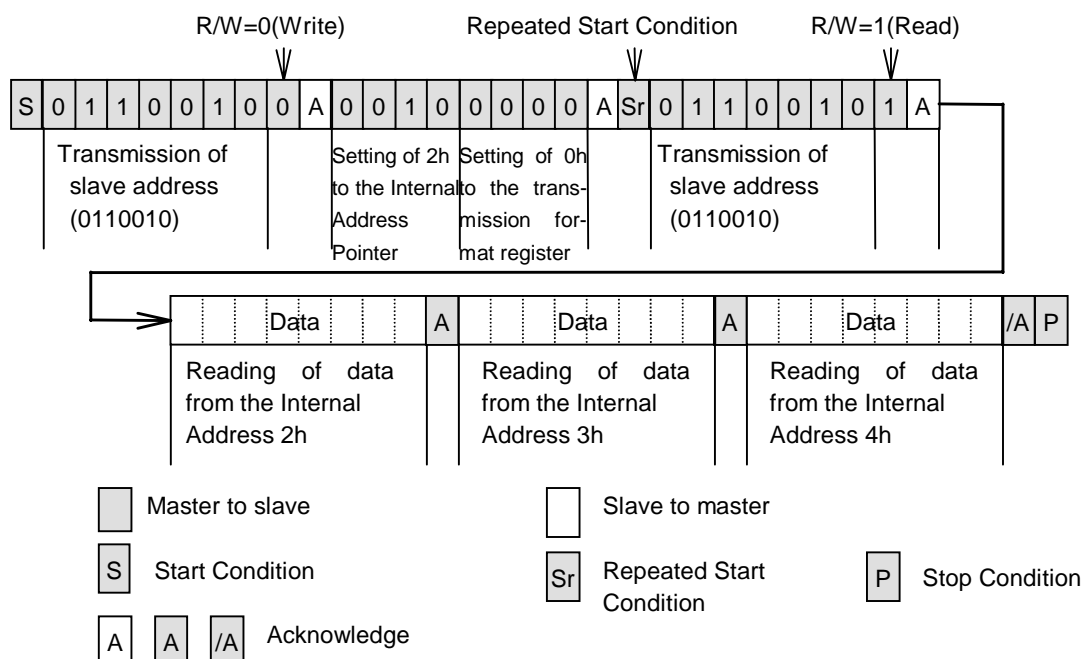 R/W=0(Write) Repeated Start Condition R/W=1(Read)
S 0 1 1 0 0 1 0 0 A 0 0 1 0 0 0 0 0 A Sr 0 1 1 0 0 1 0 1 A
Transmission of
slave address
(0110010)
Setting of 2h
to the Internal
Address
Pointer
Setting of 0h
to the trans-
mission for-
mat register
Transmission of
slave address
(0110010)
Data A Data A Data /A P
Reading of data
from the Internal
Address 2h
Reading of data
from the Internal
Address 3h
Reading of data
from the Internal
Address 4h
Master to slave
Slave to master
S Start Condition
Sr Repeated Start
Condition
P Stop Condition
A A /A Acknowledge